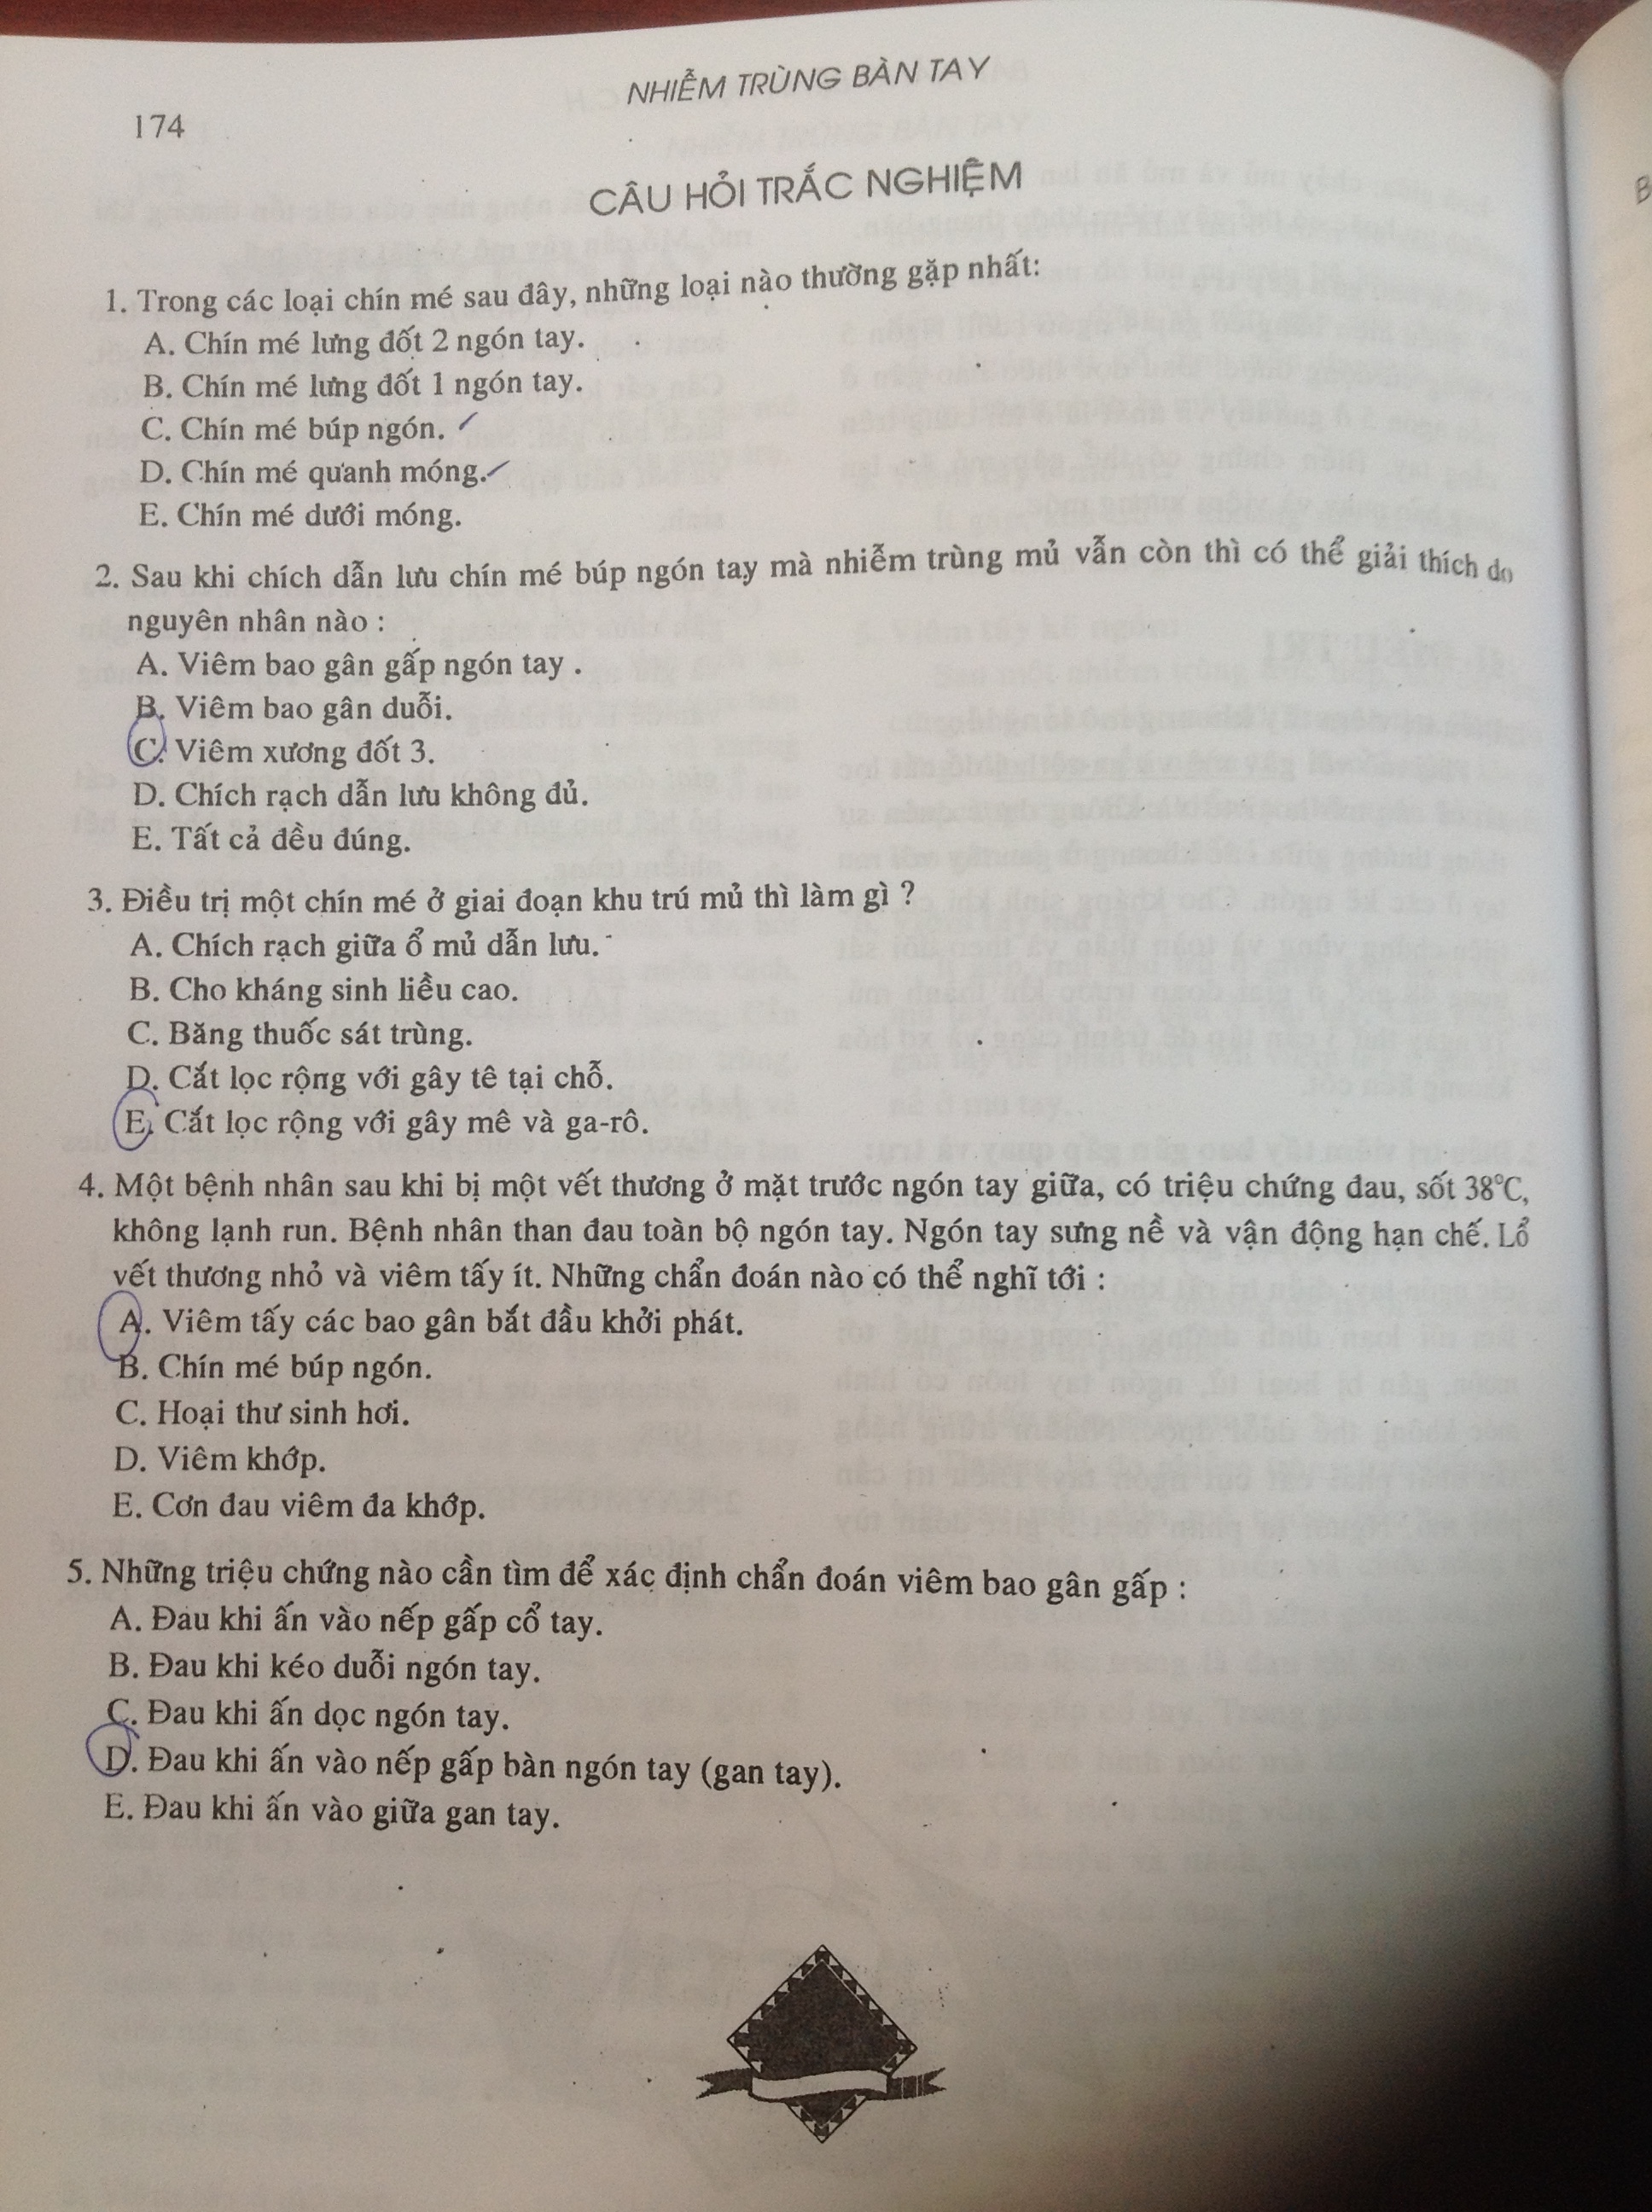 NHIỄM TRÙNG BÀN TAY
174
CÂU HỎI TRẮC NGHIỆM
1. Trong các loại chín mé sau đây, những loại nào thường gặp nhất:
A. Chín mé lưng đốt 2 ngón tay.
B. Chín mé lưng đốt 1 ngón tay.
C. Chín mé búp ngón.
D. Chín mé quanh móng.
E. Chín mé dưới móng.
2. Sau khi chích dẫn lưu chín mé búp ngón tay mà nhiễm trùng mủ vẫn còn thì có thể giải thích do
nguyên nhân nào :
A. Viêm bao gân gấp ngón tay .
B. Viêm bao gân duỗi.
C. Viêm xương đốt 3.
D. Chích rạch dẫn lưu không đủ.
E. Tất cả đều đúng.
3. Điều trị một chín mé ở giai đoạn khu trú mủ thì làm gì ?
A. Chích rạch giữa ổ mủ dẫn lưu.
B. Cho kháng sinh liều cao.
C. Băng thuốc sát trùng.
D. Cắt lọc rộng với gây tê tại chỗ.
E. Cắt lọc rộng với gây mê và ga-rô.
4. Một bệnh nhân sau khi bị một vết thương ở mặt trước ngón tay giữa, có triệu chứng đau, sốt 38°C,
không lạnh run. Bệnh nhân than đau toàn bộ ngón tay. Ngón tay sưng nề và vận động hạn chế. Lổ
vết thương nhỏ và viêm tấy ít. Những chẩn đoán nào có thể nghĩ tới :
A. Viêm tấy các bao gân bắt đầu khởi phát.
B. Chín mé búp ngón.
C. Hoại thư sinh hơi.
D. Viêm khớp.
E. Cơn đau viêm đa khớp.
5. Những triệu chứng nào cần tìm để xác định chẩn đoán viêm bao gân gấp :
A. Đau khi ấn vào nếp gấp cổ tay.
B. Đau khi kéo duỗi ngón tay.
C. Đau khi ấn dọc ngón tay.
D. Đau khi ấn vào nếp gấp bàn ngón tay (gan tay).
E. Đau khi ấn vào giữa gan tay.